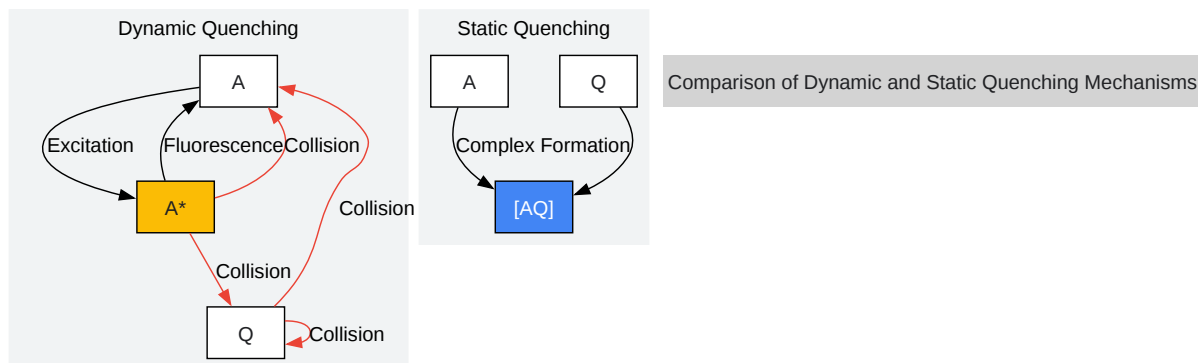 Dynamic Quenching
A
Excitation
Fluorescence
Collision
A*
Collision
Collision
Q
Collision
Static Quenching
A
Q
Complex Formation
[AQ]
Comparison of Dynamic and Static Quenching Mechanisms